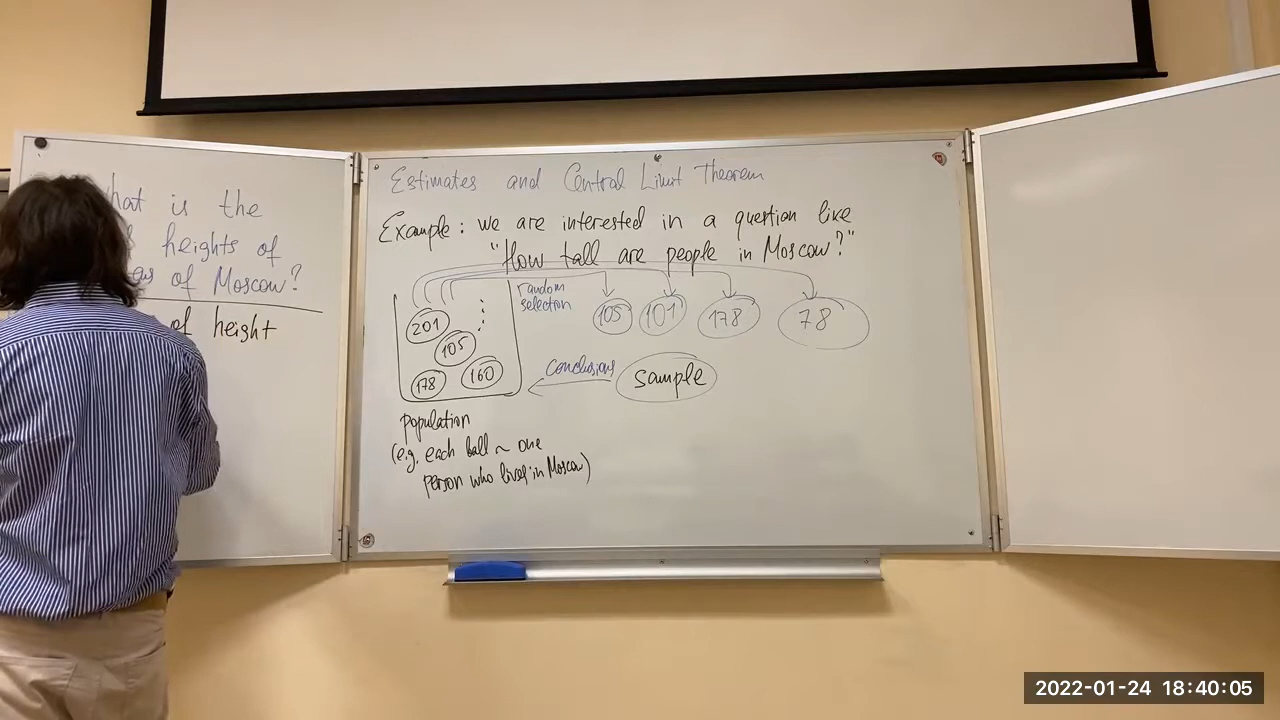 is the
heights of
of Moscow?
of height
Estimates and Central Limit Theorem
Example: we are interested in a question like
"How tall are people in Moscow?"
random
selection
201
105
178
160
105
101
178
78
conclusions
sample
population
(e.g. each ball ~ one
person who lives in Moscow)
2022-01-24 18:40:05